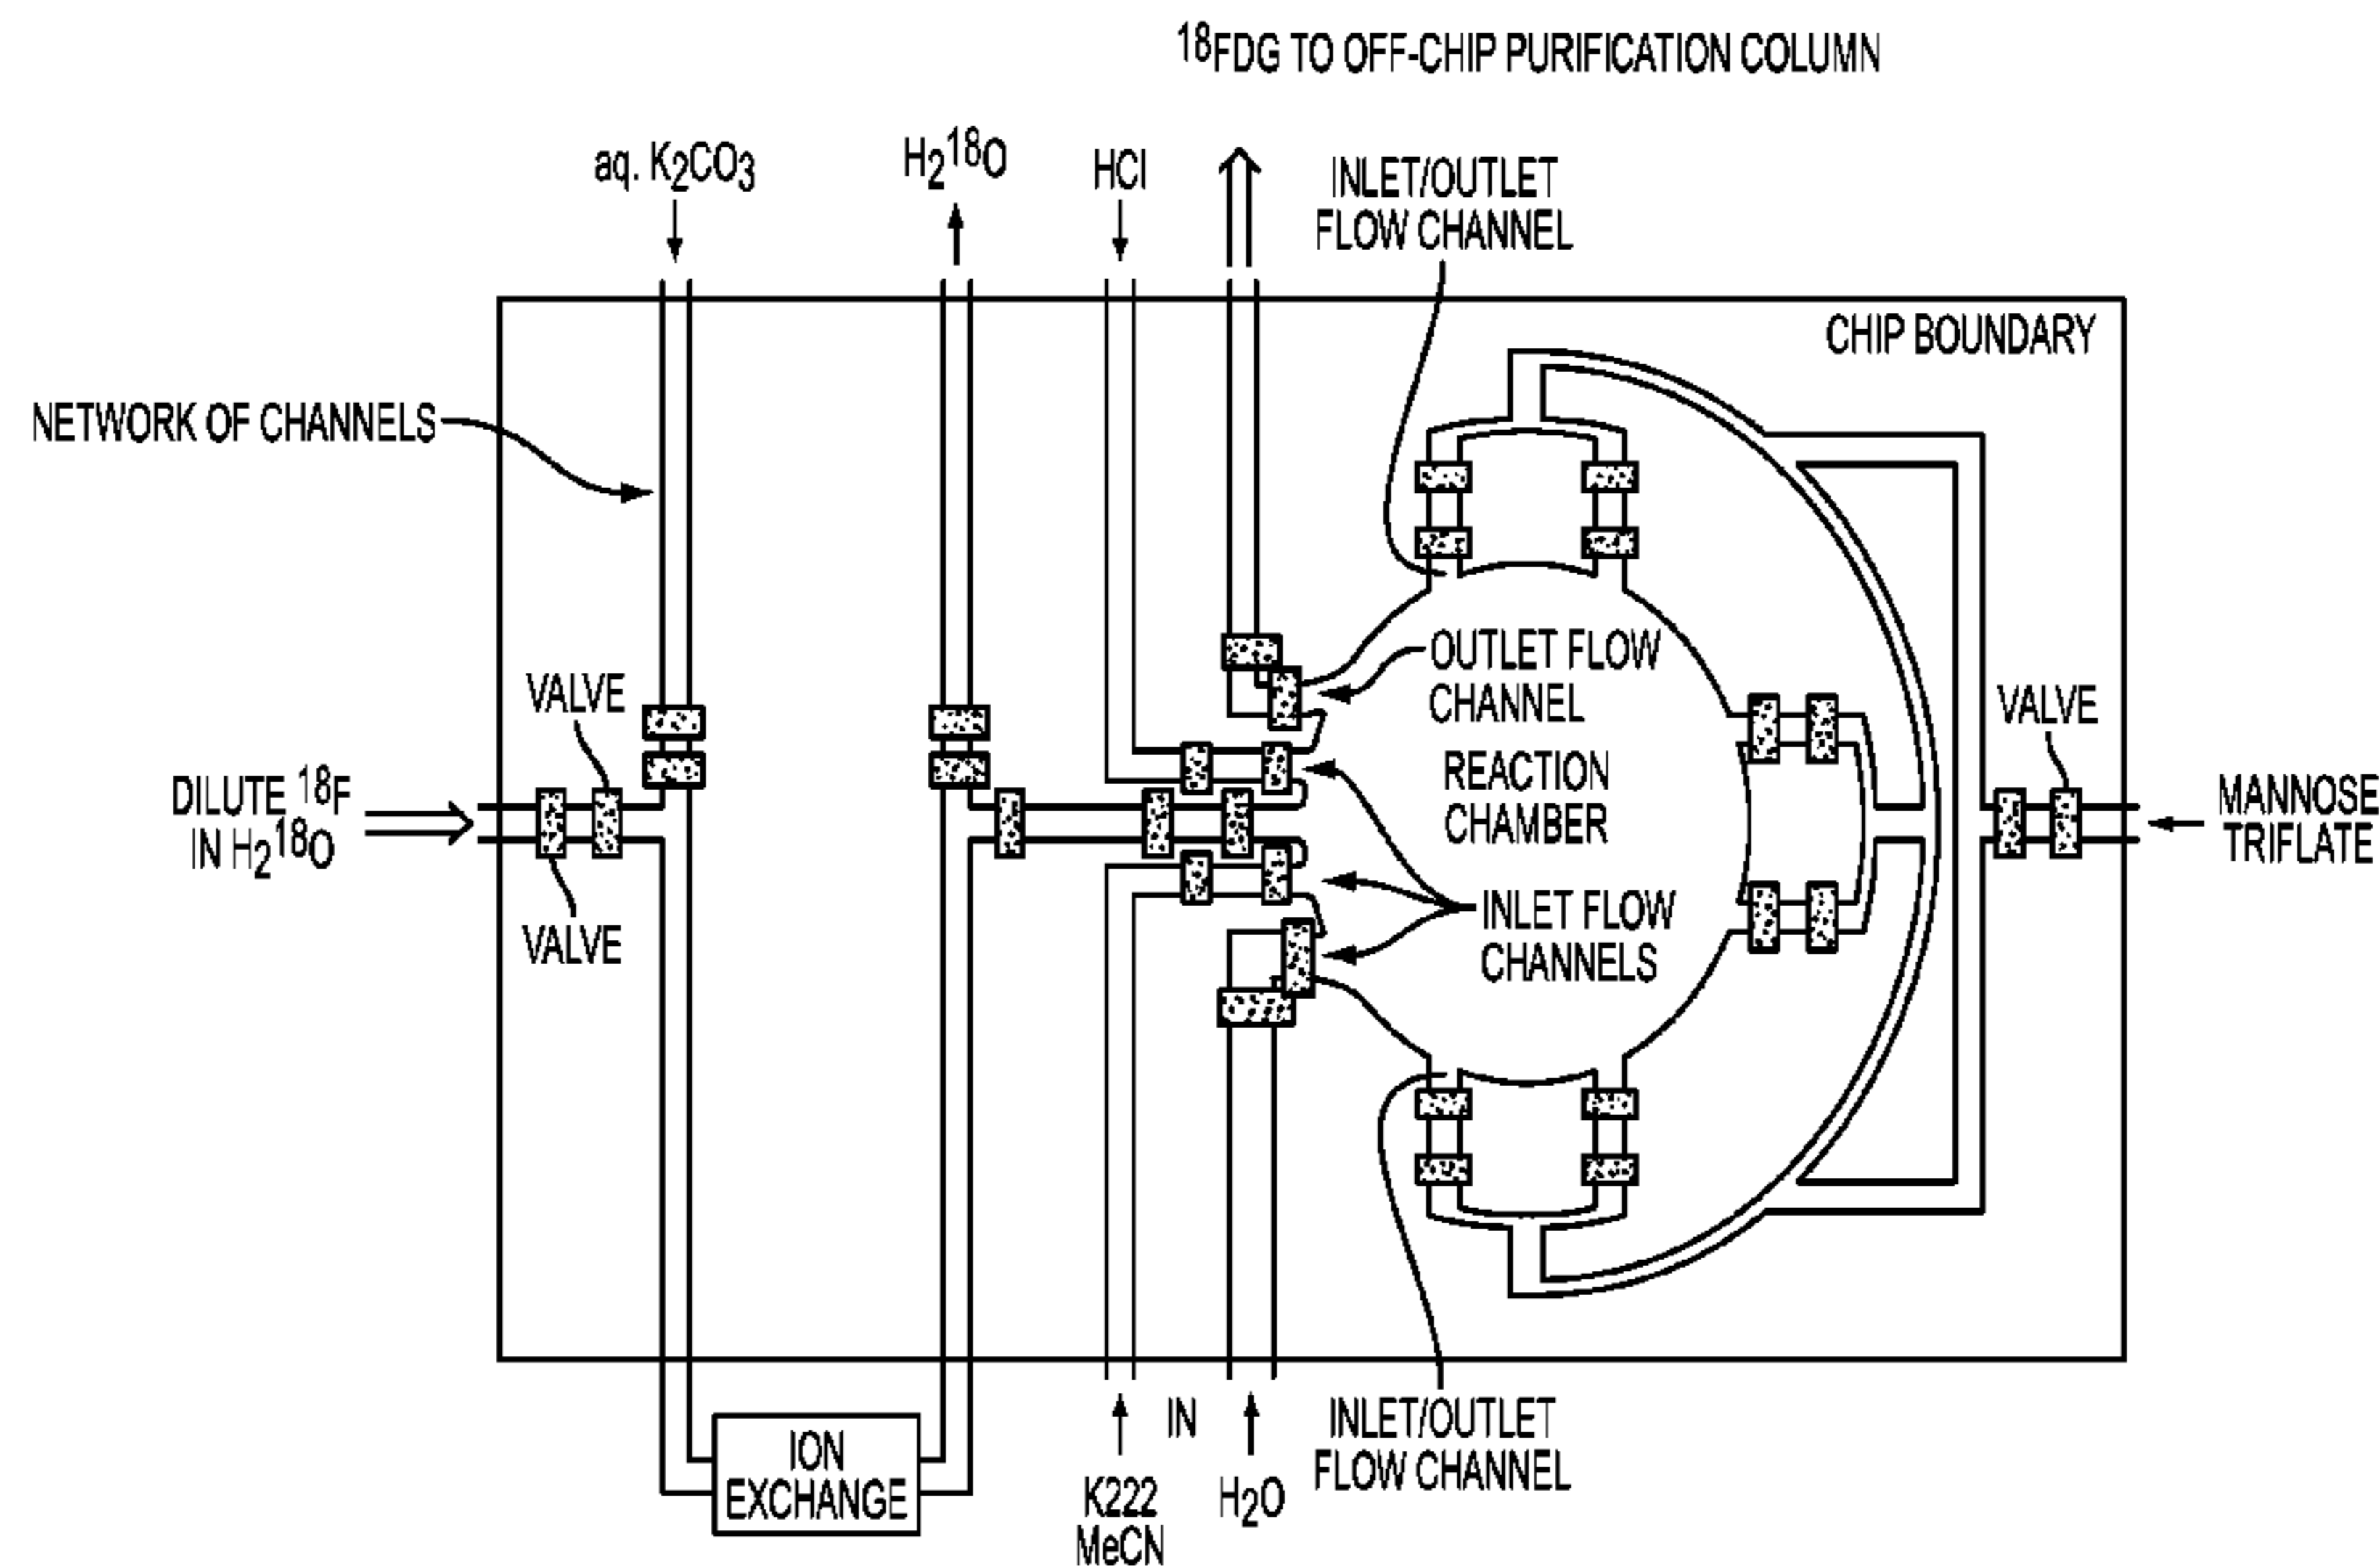 ¹⁸FDG TO OFF-CHIP PURIFICATION COLUMN
aq. K₂CO₃
H₂¹⁸O
HCl
INLET/OUTLET
FLOW CHANNEL
CHIP BOUNDARY
NETWORK OF CHANNELS
OUTLET FLOW
CHANNEL
VALVE
VALVE
DILUTE ¹⁸F
IN H₂¹⁸O
REACTION
CHAMBER
MANNOSE
TRIFLATE
VALVE
INLET FLOW
CHANNELS
ION
EXCHANGE
IN
K222
MeCN
H₂O
INLET/OUTLET
FLOW CHANNEL